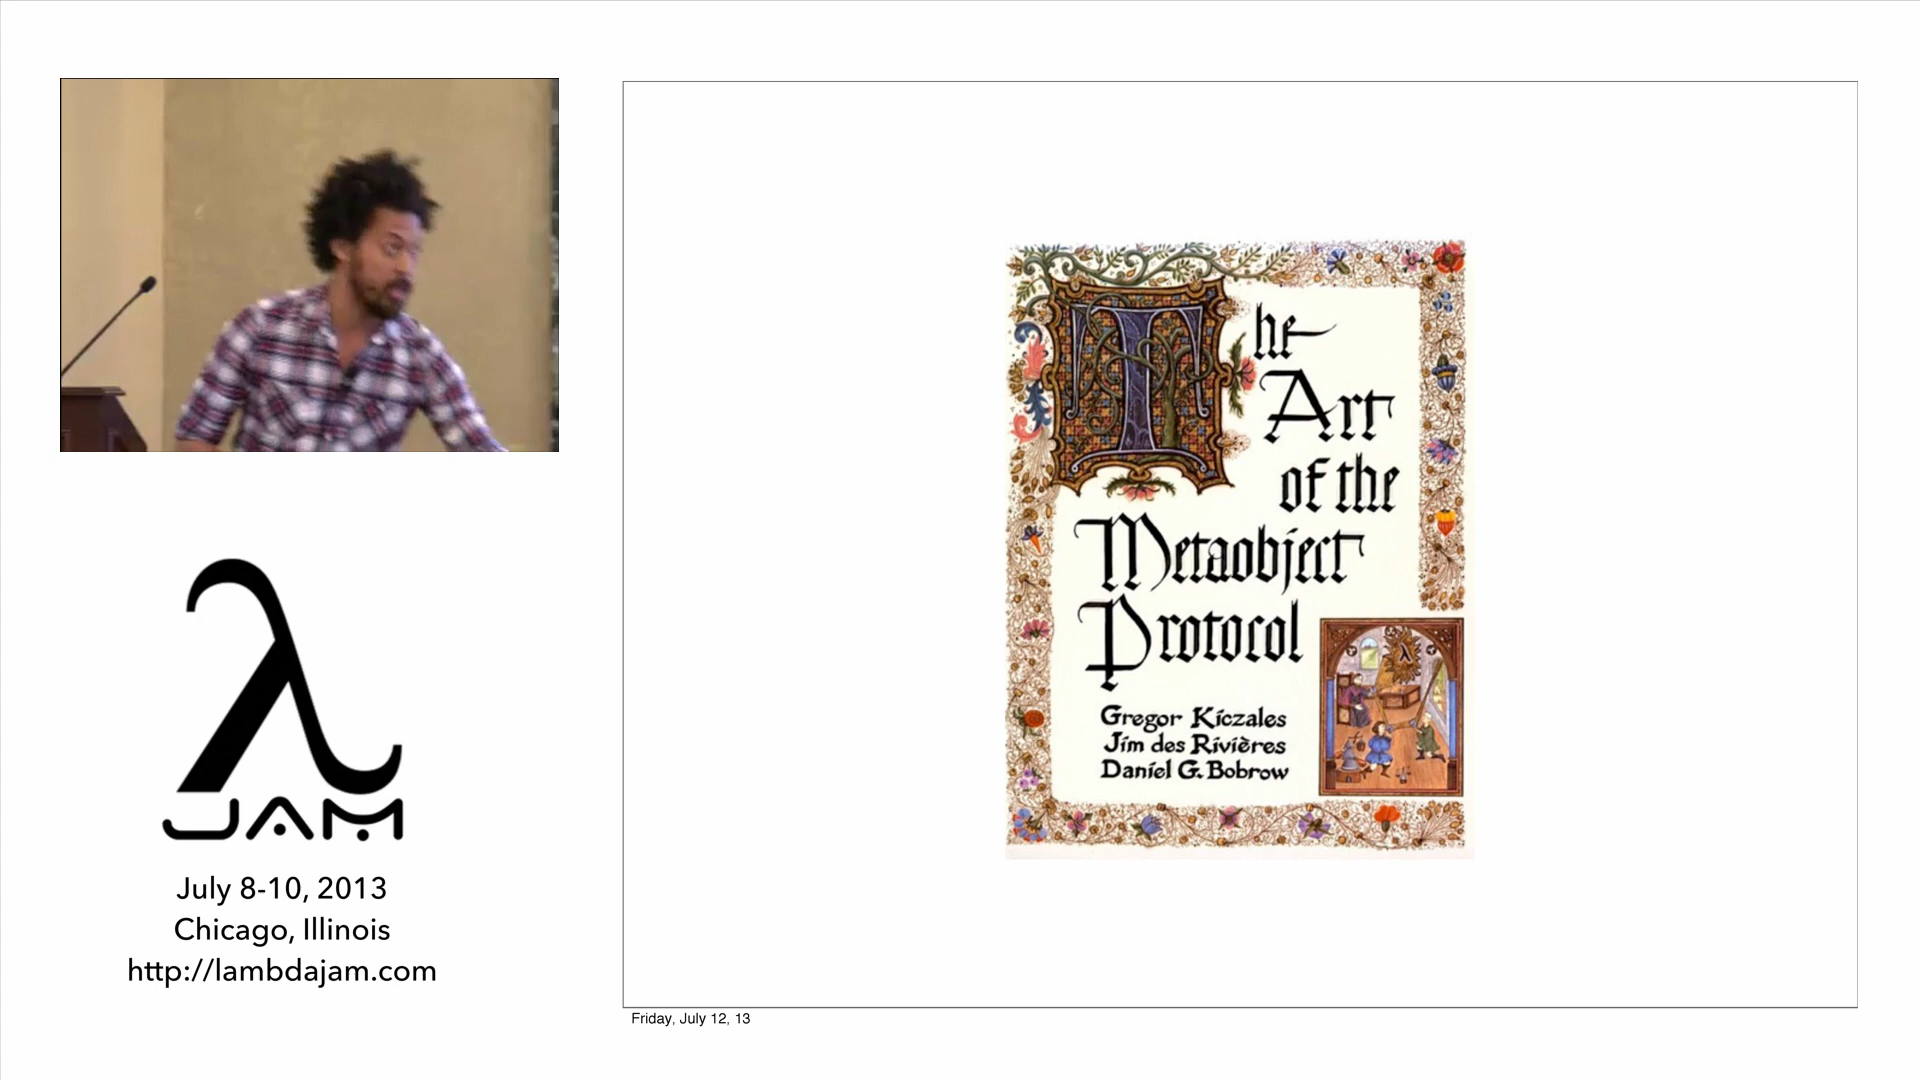 The
Art
of the
Metaobject
Protocol
Gregor Kiczales
Jim des Rivières
Daniel G. Bobrow
λ
λ
JAM
July 8-10, 2013
Chicago, Illinois
http://lambdajam.com
Friday, July 12, 13